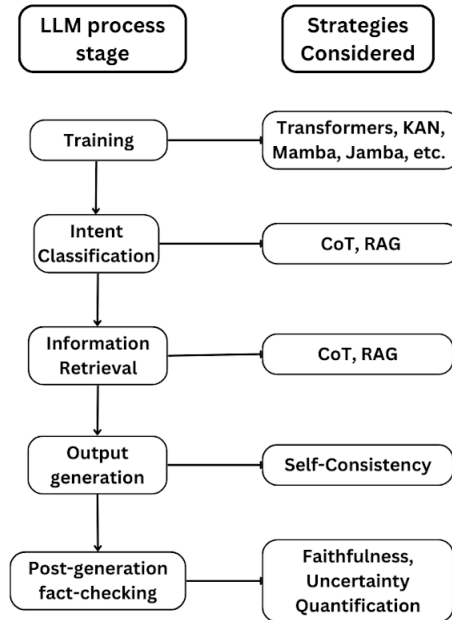 LLM process
stage
Strategies
Considered
Training
Transformers, KAN,
Mamba, Jamba, etc.
Intent
Classification
CoT, RAG
Information
Retrieval
CoT, RAG
Output
generation
Self-Consistency
Post-generation
fact-checking
Faithfulness,
Uncertainty
Quantification